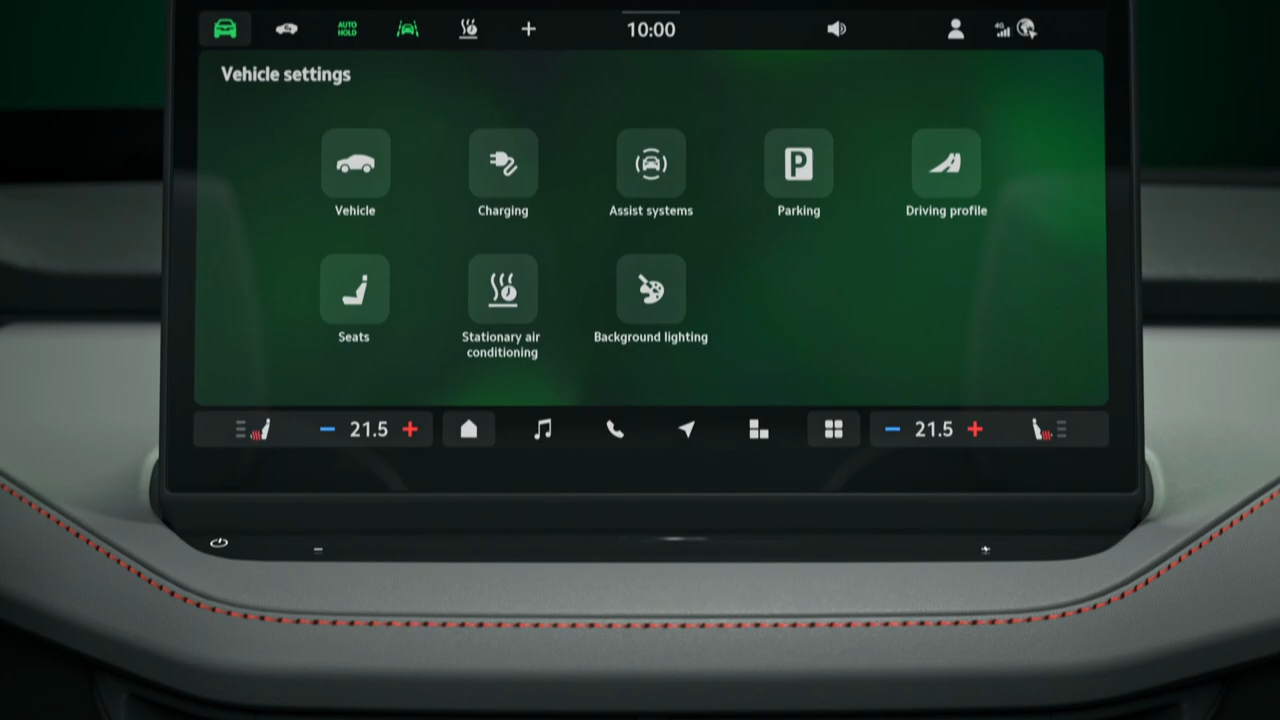 AUTO
HOLD
10:00
4G
Vehicle settings
P
Vehicle
Charging
Assist systems
Parking
Driving profile
Seats
Stationary air
conditioning
Background lighting
21.5
21.5